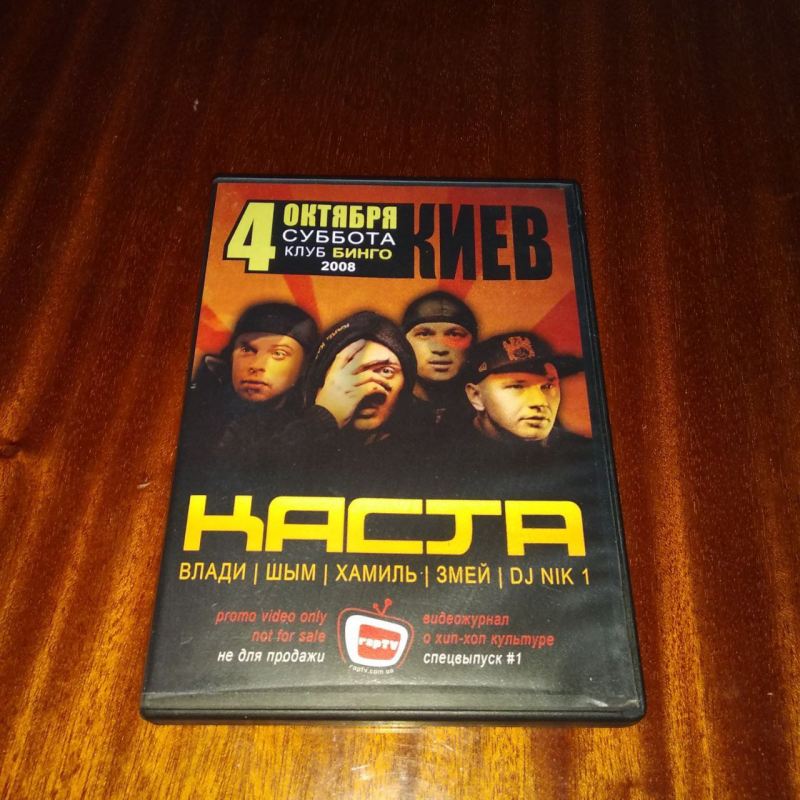 4 ОКТЯБРЯ
СУББОТА
КЛУБ БИНГО
2008
КИЕВ
КАСТА
ВЛАДИ | ШЫМ | ХАМИЛЬ | ЗМЕЙ | DJ NIK 1
promo video only
not for sale
не для продажи
rapTV
raptv.com.ua
видеожурнал
о хип-хоп культуре
спецвыпуск #1